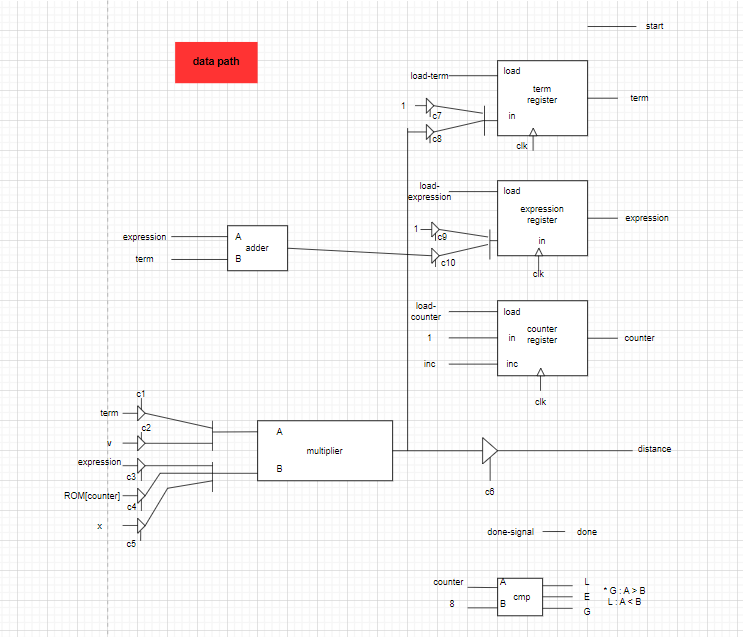 start
data path
load-term
load
term
register
term
1
c7
in
c8
clk
load-
expression
load
expression
register
expression
1
c9
in
c10
clk
expression
A
adder
term
B
load-
counter
load
counter
register
1
in
counter
inc
inc
clk
c1
term
c2
v
A
expression
multiplier
distance
c3
B
ROM[counter]
c4
c6
x
c5
done-signal
done
counter
A
L
* G : A > B
cmp
E
L : A < B
8
B
G